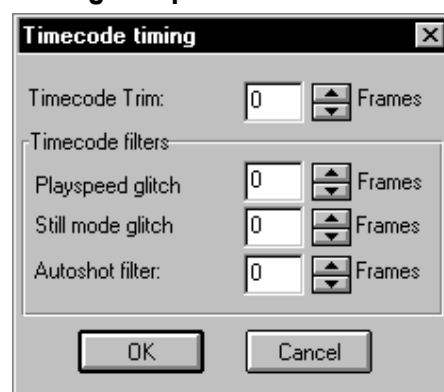 Timecode timing
Timecode Trim: 0 Frames
Timecode filters
Playspeed glitch 0 Frames
Still mode glitch 0 Frames
Autoshot filter: 0 Frames
OK Cancel